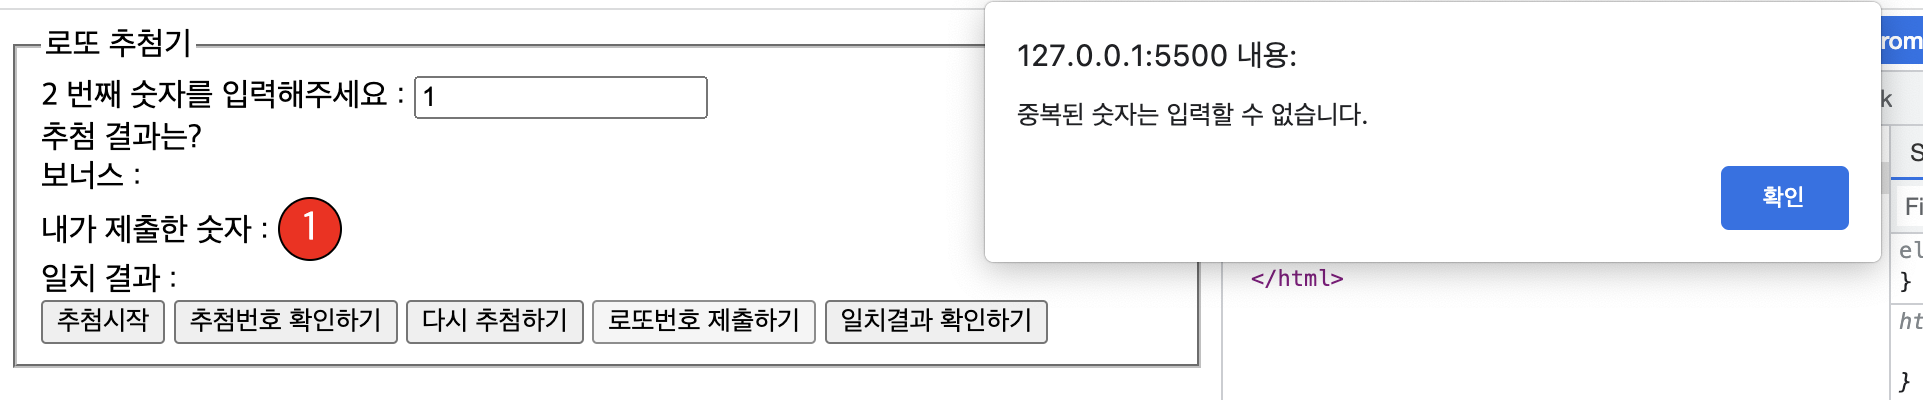 로또 추첨기
2 번째 숫자를 입력해주세요 : 1
추첨 결과는?
보너스 :
내가 제출한 숫자 : 1
일치 결과 :
추첨시작 추첨번호 확인하기 다시 추첨하기 로또번호 제출하기 일치결과 확인하기
127.0.0.1:5500 내용:
중복된 숫자는 입력할 수 없습니다.
확인
</html>
rom
k
S
Fi
el
}
ht
}